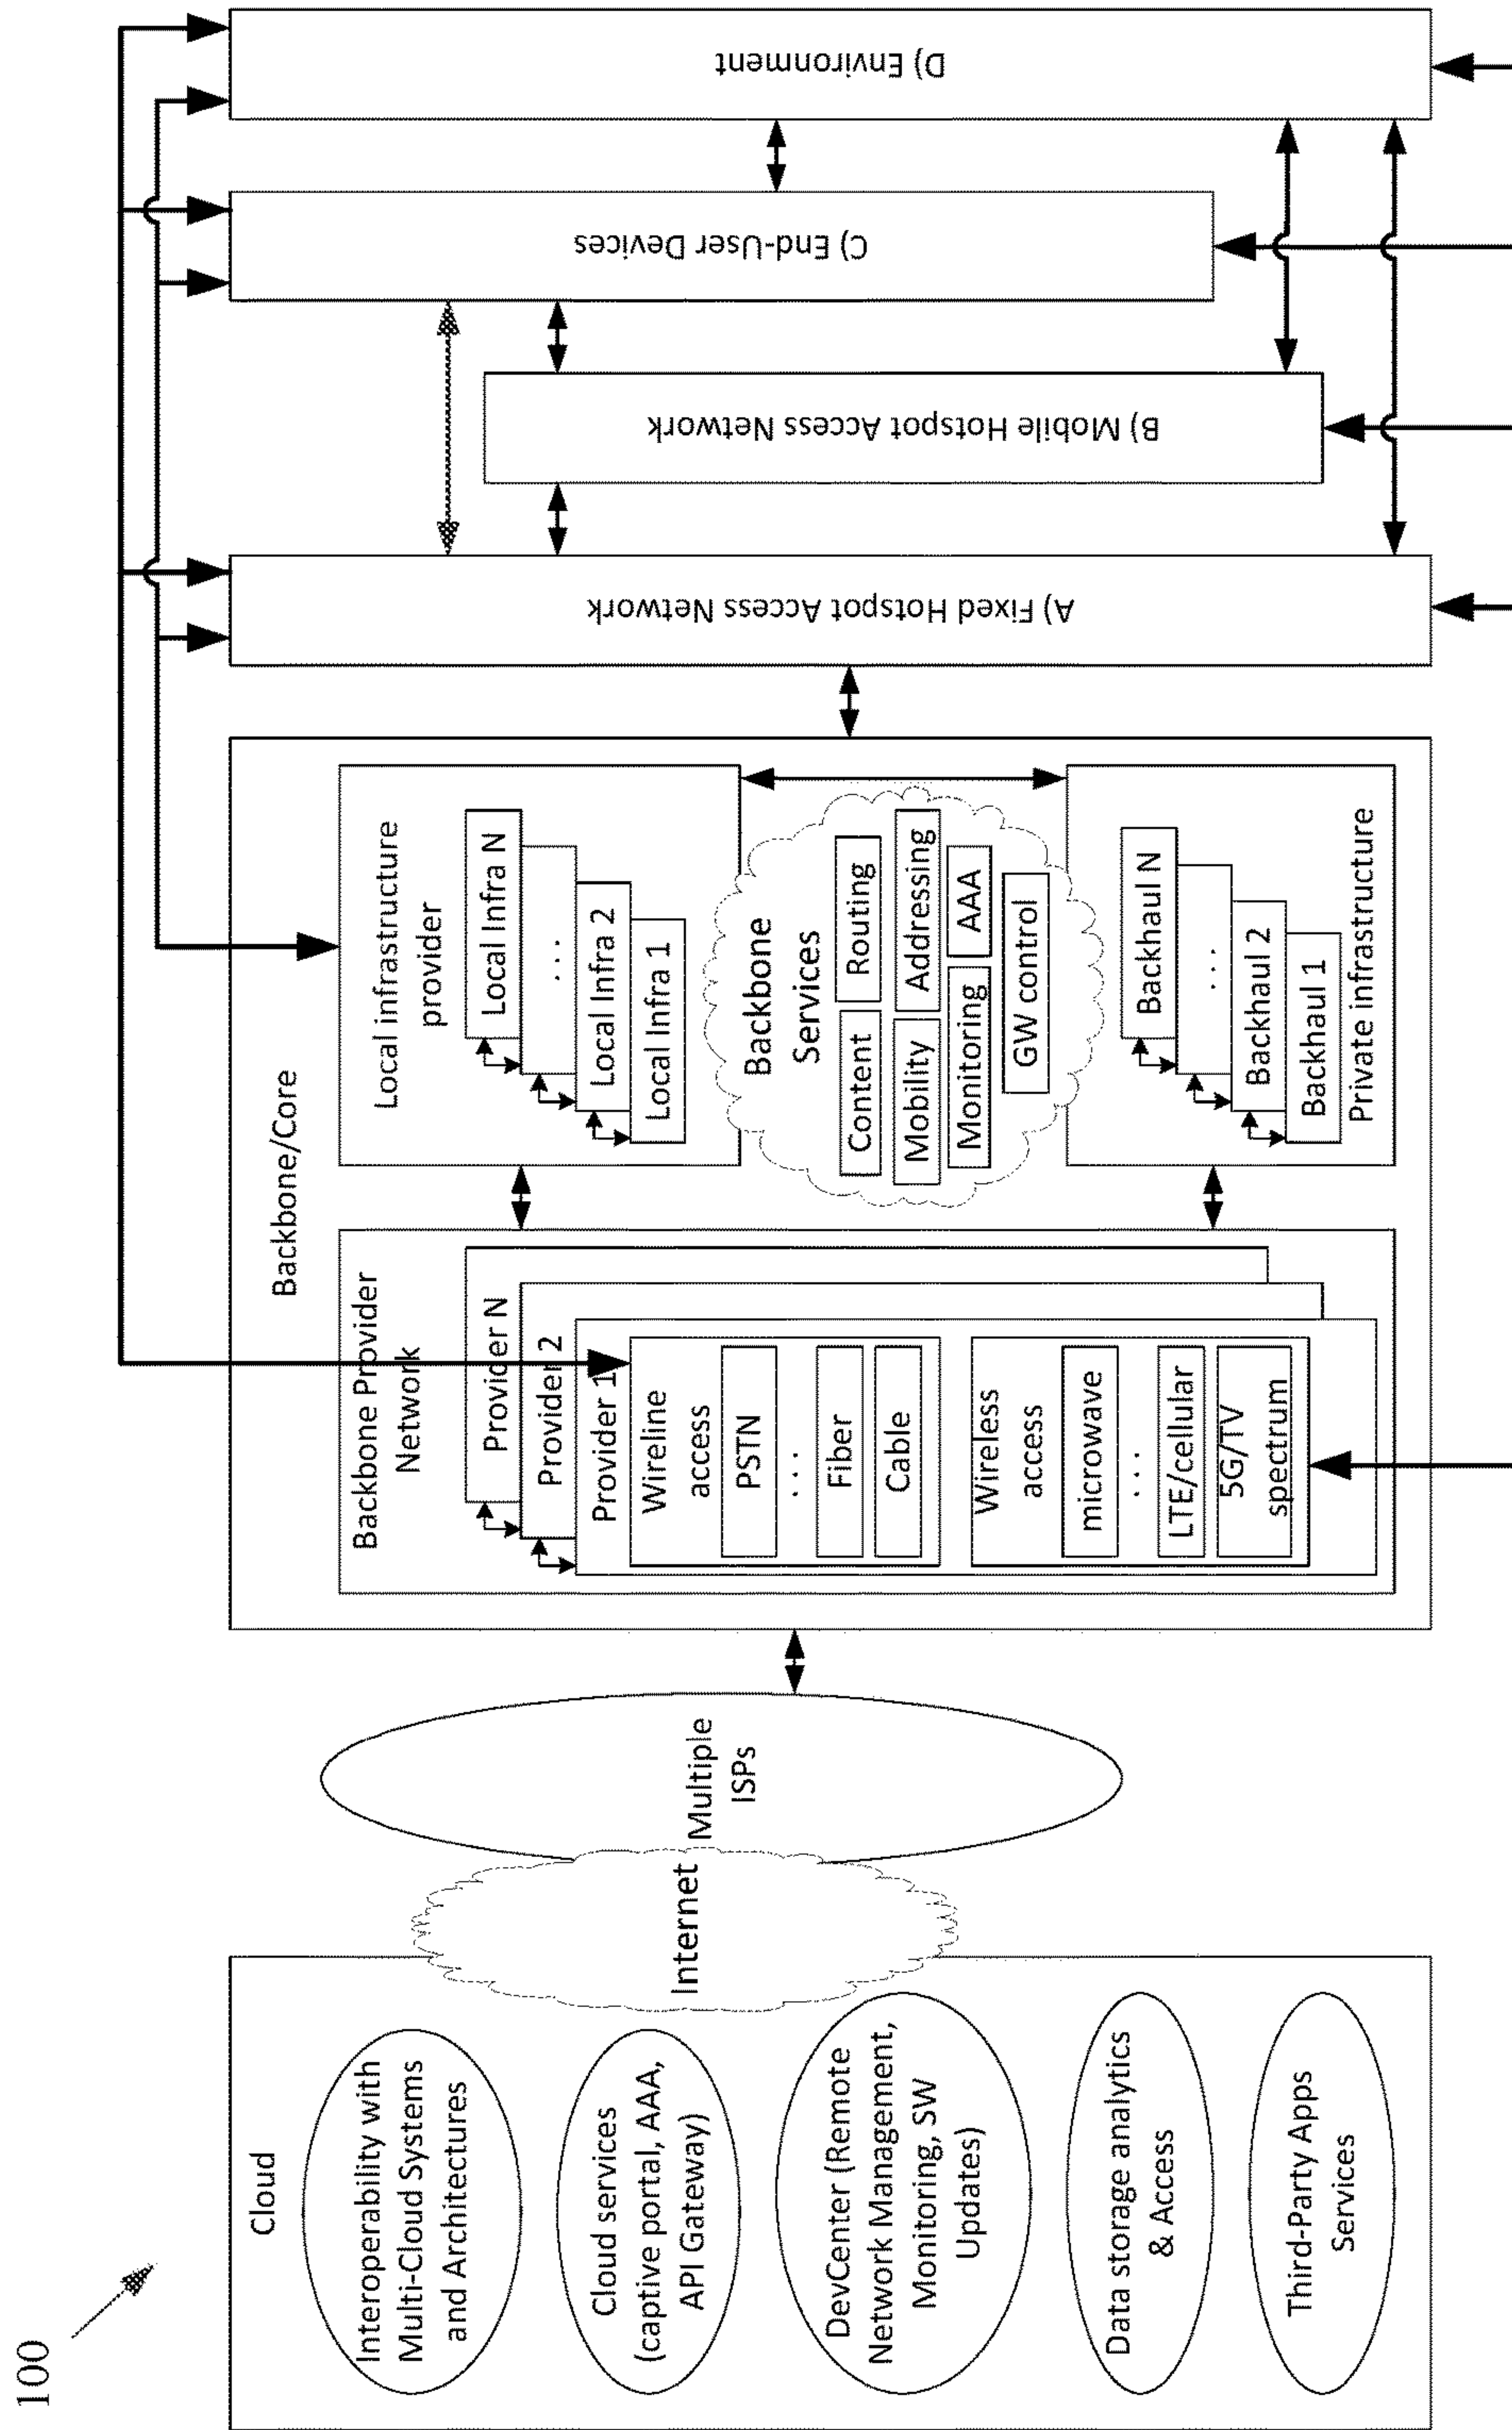 100
Cloud
Interoperability with
Multi-Cloud Systems
and Architectures
Cloud services
(captive portal, AAA,
API Gateway)
DevCenter (Remote
Network Management,
Monitoring, SW
Updates)
Data storage analytics
& Access
Third-Party Apps
Services
Internet
Multiple
ISPs
Backbone/Core
Backbone Provider
Network
Provider N
Provider 2
Provider 1
Wireline
access
PSTN
...
Fiber
Cable
Wireless
access
microwave
...
LTE/cellular
5G/TV
spectrum
Local infrastructure
provider
Local Infra N
...
Local Infra 2
Local Infra 1
Backbone
Services
Content
Routing
Mobility
Addressing
Monitoring
AAA
GW control
Backhaul N
...
Backhaul 2
Backhaul 1
Private infrastructure
A) Fixed Hotspot Access Network
B) Mobile Hotspot Access Network
C) End-User Devices
D) Environment